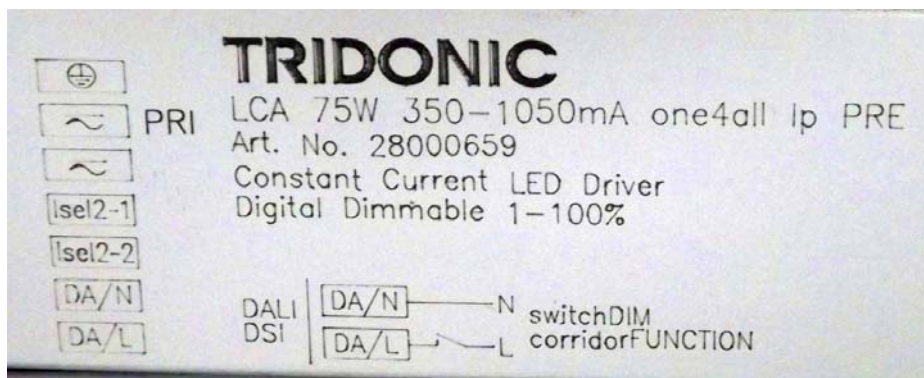 TRIDONIC
LCA 75W 350-1050mA one4all lp PRE
Art. No. 28000659
Constant Current LED Driver
Digital Dimmable 1-100%
PRI
Isel2-1
Isel2-2
DA/N
DA/L
DALI
DSI
DA/N N
DA/L L
switchDIM
corridorFUNCTION